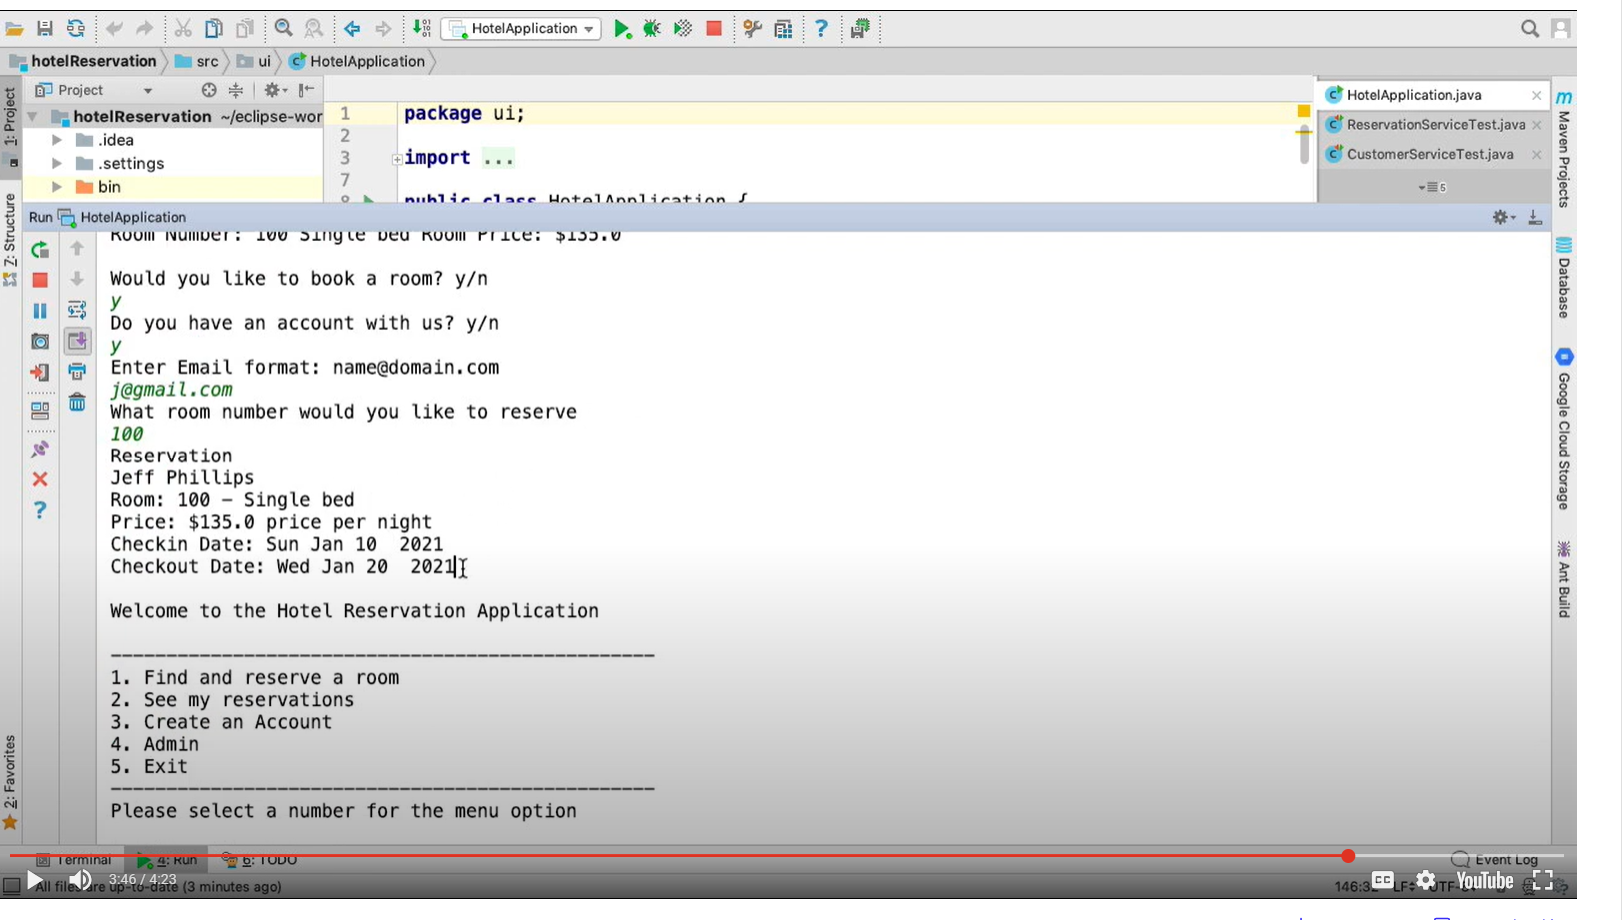 HotelApplication
hotelReservation src ui HotelApplication
Project
hotelReservation ~/eclipse-wor
.idea
.settings
bin
1: Project
Z: Structure
2: Favorites
1 package ui;
2
3 import ...
7
8 public class HotelApplication {
HotelApplication.java
ReservationServiceTest.java
CustomerServiceTest.java
5
Maven Projects
Database
Google Cloud Storage
Ant Build
Run HotelApplication
Room Number: 100 Single bed Room Price: $135.0
Would you like to book a room? y/n
y
Do you have an account with us? y/n
y
Enter Email format: name@domain.com
j@gmail.com
What room number would you like to reserve
100
Reservation
Jeff Phillips
Room: 100 – Single bed
Price: $135.0 price per night
Checkin Date: Sun Jan 10  2021
Checkout Date: Wed Jan 20  2021
Welcome to the Hotel Reservation Application
1. Find and reserve a room
2. See my reservations
3. Create an Account
4. Admin
5. Exit
Please select a number for the menu option
Terminal 4: Run 6: TODO Event Log
3:46 / 4:23 CC YouTube
All files are up-to-date (3 minutes ago)